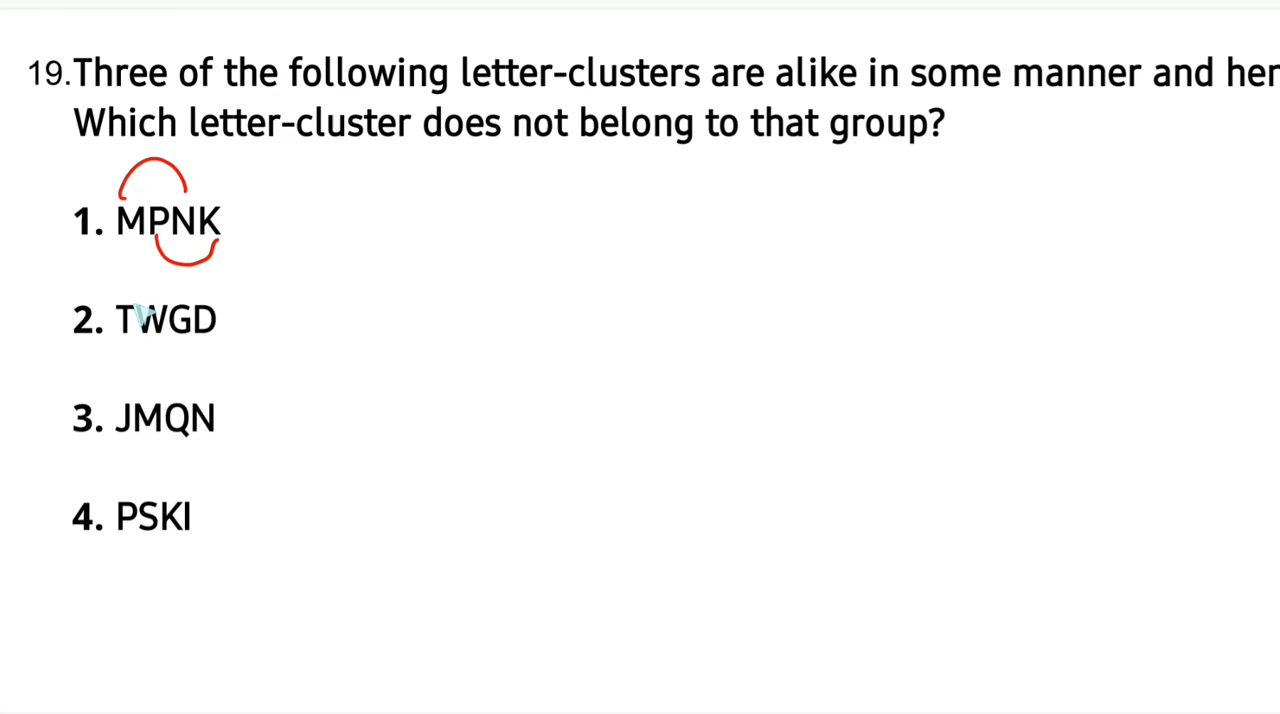 19.Three of the following letter-clusters are alike in some manner and her
Which letter-cluster does not belong to that group?
1. MPNK
2. TWGD
3. JMQN
4. PSKI